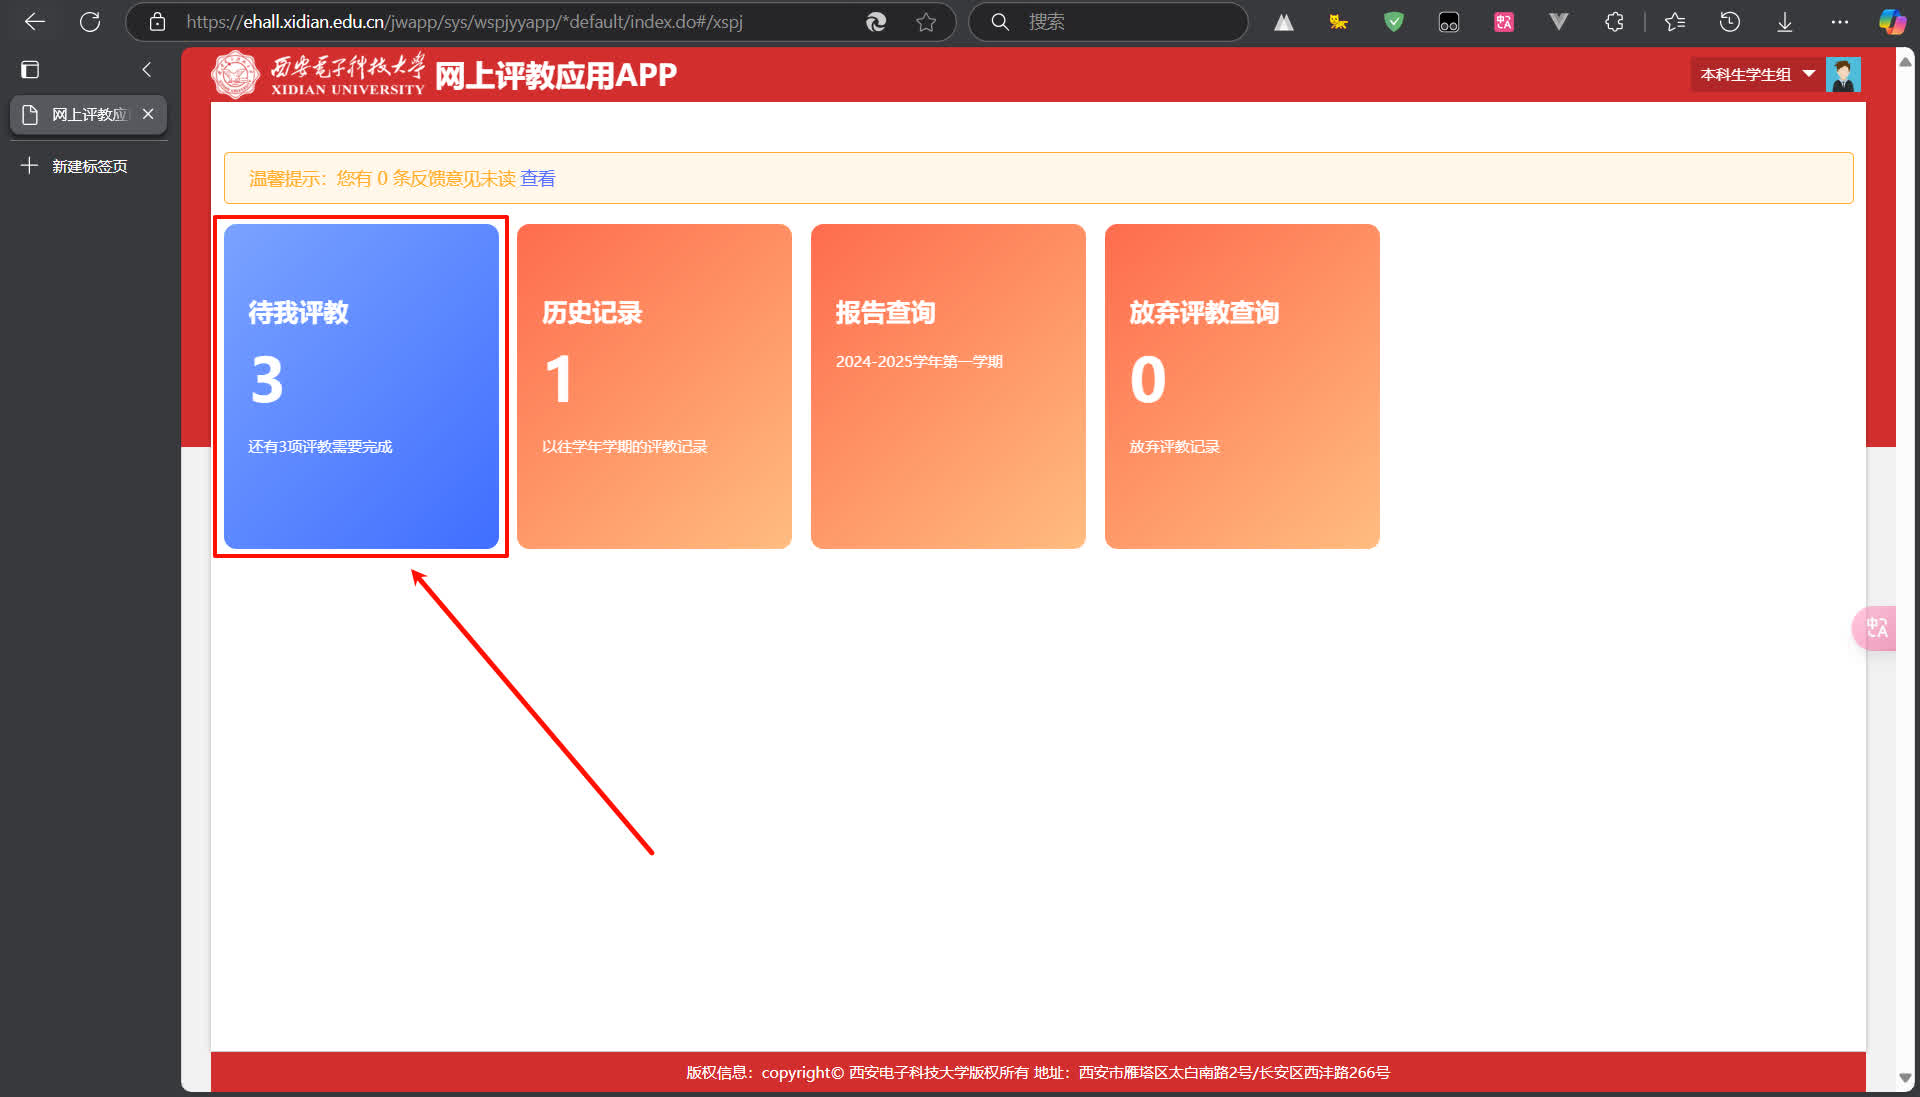 https://ehall.xidian.edu.cn/jwapp/sys/wspjyyapp/*default/index.do#/xspj
搜索
网上评教应
新建标签页
西安电子科技大学
XIDIAN UNIVERSITY
网上评教应用APP
本科生学生组
温馨提示：您有 0 条反馈意见未读 查看
待我评教
3
还有3项评教需要完成
历史记录
1
以往学年学期的评教记录
报告查询
2024-2025学年第一学期
放弃评教查询
0
放弃评教记录
版权信息：copyright© 西安电子科技大学版权所有 地址：西安市雁塔区太白南路2号/长安区西沣路266号